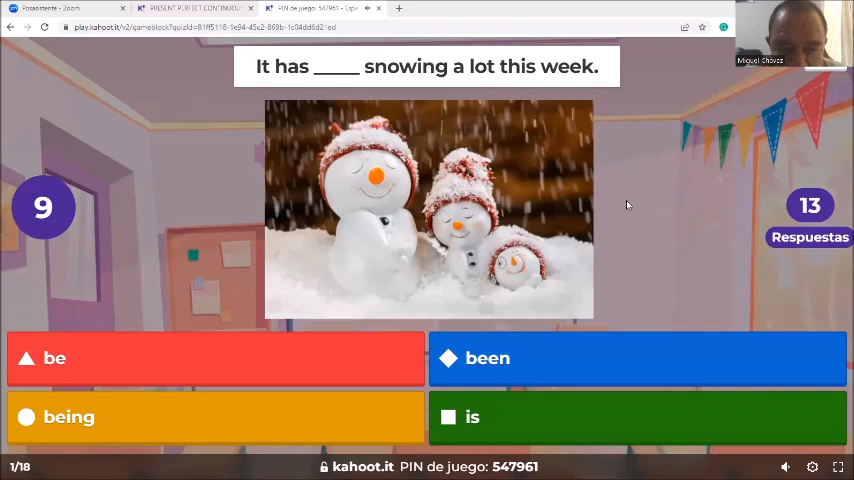 Posasistente - Zoom
PRESENT PERFECT CONTINUOU
PIN de juego: 547961 - Espe
play.kahoot.it/v2/gameblock?quizId=81ff5118-1e94-45c2-869b-1c04dd6d21ed
Miguel Chavez
It has _____ snowing a lot this week.
9
13
Respuestas
be
been
being
is
1/18
kahoot.it PIN de juego: 547961